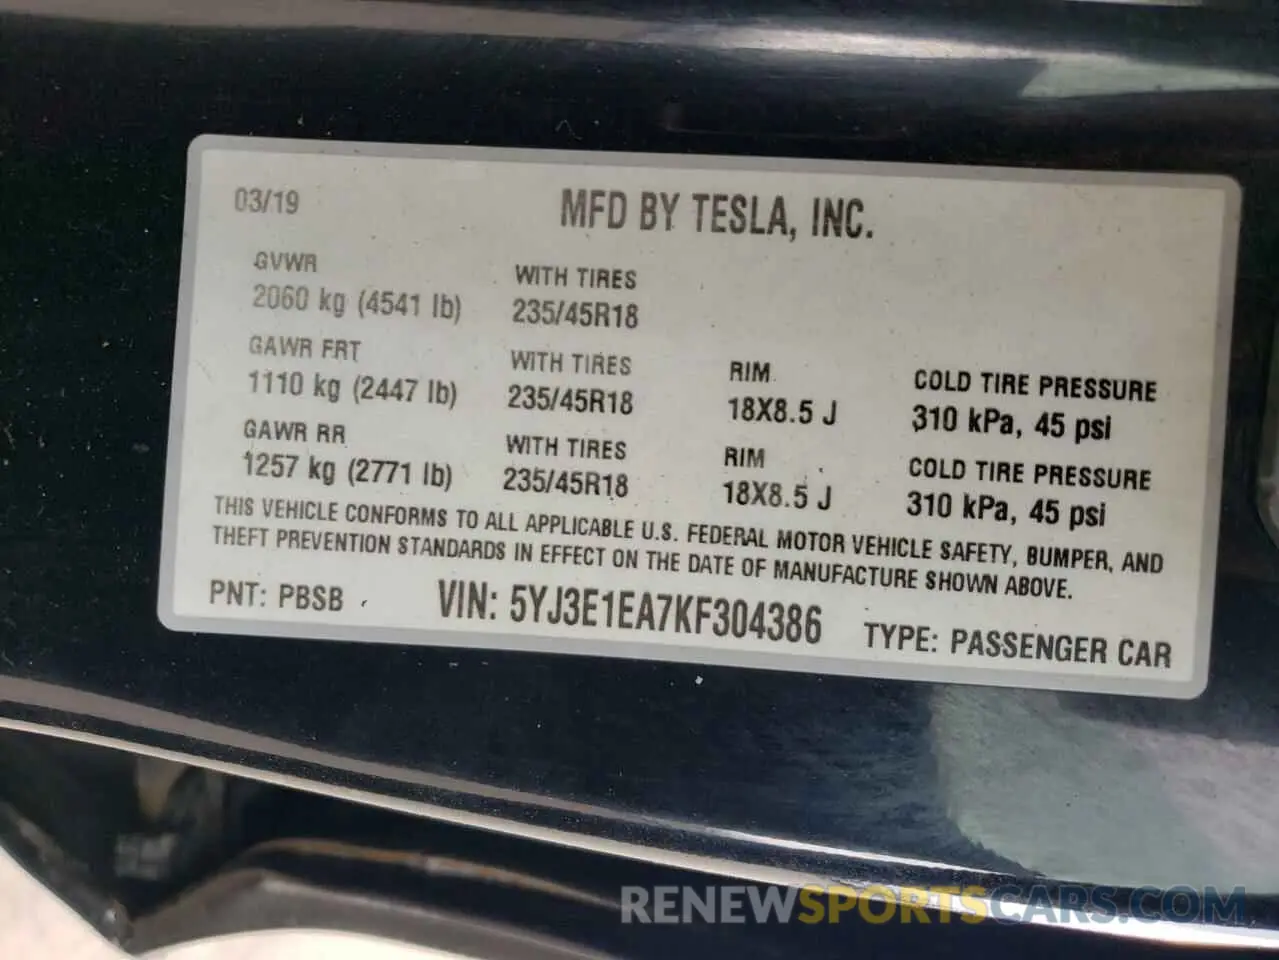 03/19 MFD BY TESLA, INC.
GVWR WITH TIRES
2060 kg (4541 lb) 235/45R18
GAWR FRT WITH TIRES RIM COLD TIRE PRESSURE
1110 kg (2447 lb) 235/45R18 18X8.5 J 310 kPa, 45 psi
GAWR RR WITH TIRES RIM COLD TIRE PRESSURE
1257 kg (2771 lb) 235/45R18 18X8.5 J 310 kPa, 45 psi
THIS VEHICLE CONFORMS TO ALL APPLICABLE U.S. FEDERAL MOTOR VEHICLE SAFETY, BUMPER, AND
THEFT PREVENTION STANDARDS IN EFFECT ON THE DATE OF MANUFACTURE SHOWN ABOVE.
PNT: PBSB VIN: 5YJ3E1EA7KF304386 TYPE: PASSENGER CAR
RENEWSPORTSCARS.COM